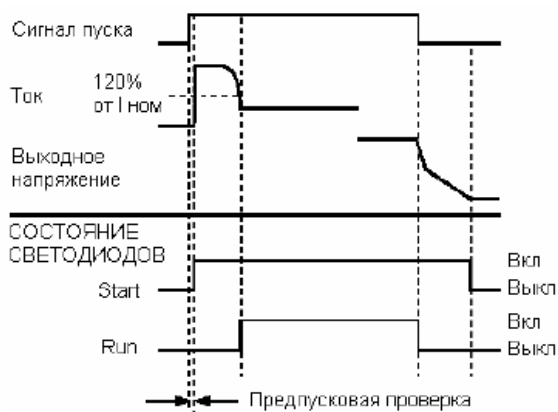 Сигнал пуска
Ток
120%
от I ном
Выходное
напряжение
СОСТОЯНИЕ
СВЕТОДИОДОВ
Вкл
Start
Выкл
Вкл
Run
Выкл
Предпусковая проверка